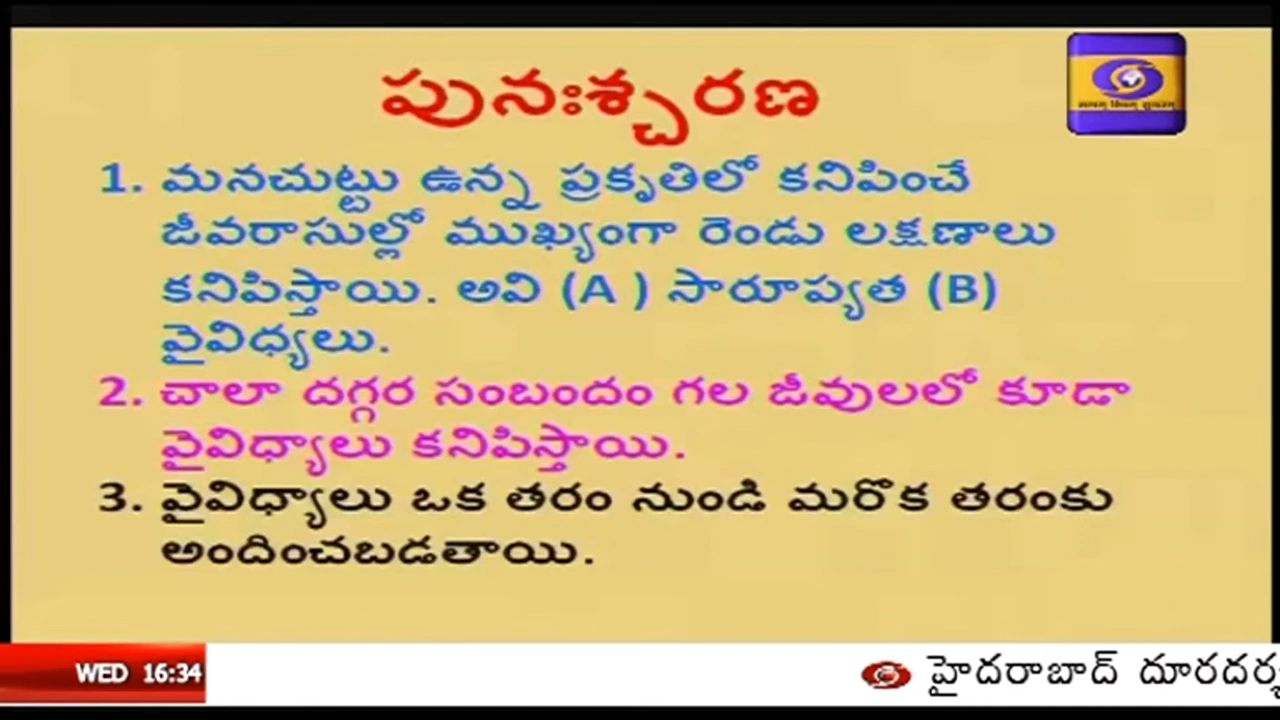 పునఃశ్చరణ
1. మనచుట్టు ఉన్న ప్రకృతిలో కనిపించే
జీవరాసుల్లో ముఖ్యంగా రెండు లక్షణాలు
కనిపిస్తాయి. అవి (A ) సారూప్యత (B)
వైవిధ్యలు.
2. చాలా దగ్గర సంబందం గల జీవులలో కూడా
వైవిధ్యాలు కనిపిస్తాయి.
3. వైవిధ్యాలు ఒక తరం నుండి మరొక తరంకు
అందించబడతాయి.
WED 16:34
హైదరాబాద్